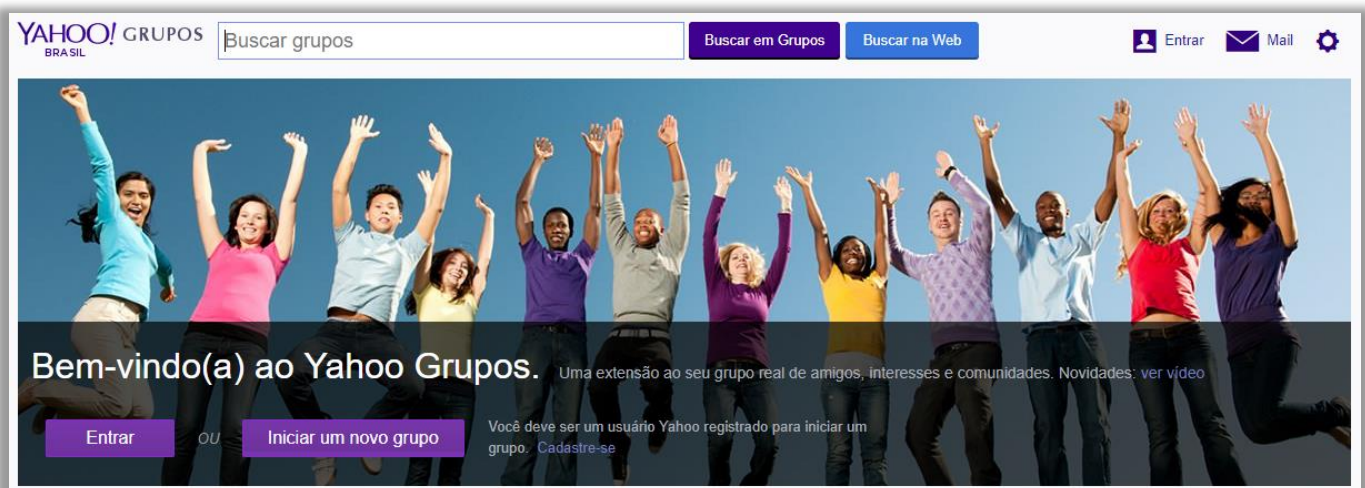 YAHOO! GRUPOS
BRASIL
Buscar grupos
Buscar em Grupos
Buscar na Web
Entrar
Mail
Bem-vindo(a) ao Yahoo Grupos. Uma extensão ao seu grupo real de amigos, interesses e comunidades. Novidades: ver vídeo
Entrar
OU
Iniciar um novo grupo
Você deve ser um usuário Yahoo registrado para iniciar um
grupo. Cadastre-se